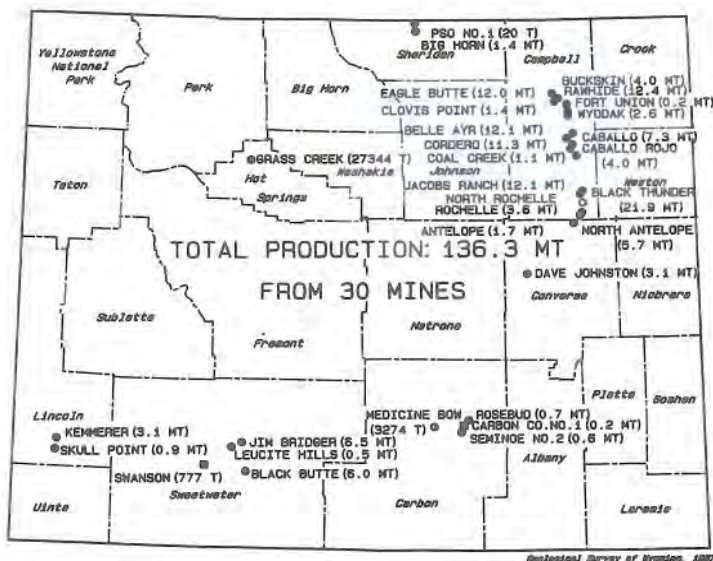 PSO NO.1 (20 T)
BIG HORN (1.4 MT)
Sheridan
Campbell
Crook
Yellowstone
National
Park
Park
Big Horn
BUCKSKIN (4.0 MT)
RAWHIDE (12.4 MT)
EAGLE BUTTE (12.0 MT)
FORT UNION (0.2 MT)
CLOVIS POINT (1.4 MT)
WYODAK (2.6 MT)
BELLE AYR (12.1 MT)
CABALLO (7.3 MT)
CORDERO (11.3 MT)
CABALLO ROJO
(4.0 MT)
COAL CREEK (1.1 MT)
GRASS CREEK (27344 T)
Washakie
Johnson
Teton
Hot
Springs
JACOBS RANCH (12.1 MT)
BLACK THUNDER
(21.9 MT)
Weston
NORTH ROCHELLE
ROCHELLE (3.6 MT)
ANTELOPE (1.7 MT)
NORTH ANTELOPE
(5.7 MT)
TOTAL PRODUCTION: 136.3 MT
FROM 30 MINES
DAVE JOHNSTON (3.1 MT)
Converse
Niobrara
Sublette
Fremont
Natrona
Platte
Goshen
Lincoln
KEMMERER (3.1 MT)
SKULL POINT (0.9 MT)
JIM BRIDGER (6.5 MT)
LEUCITE HILLS (0.5 MT)
BLACK BUTTE (6.0 MT)
SWANSON (777 T)
Sweetwater
MEDICINE BOW
(3274 T)
ROSEBUD (0.7 MT)
CARBON CO.NO.1 (0.2 MT)
SEMINOE NO.2 (0.6 MT)
Albany
Uinta
Carbon
Laramie
Geological Survey of Wyoming,